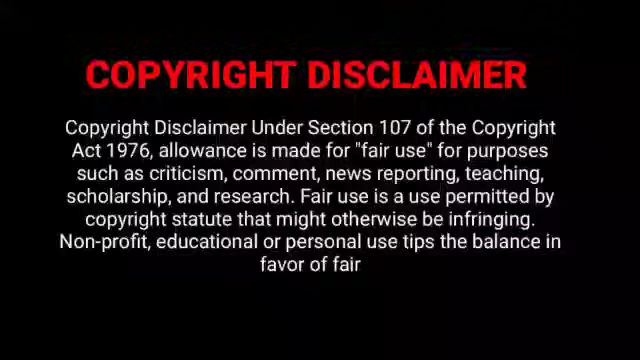 COPYRIGHT DISCLAIMER
Copyright Disclaimer Under Section 107 of the Copyright
Act 1976, allowance is made for "fair use" for purposes
such as criticism, comment, news reporting, teaching,
scholarship, and research. Fair use is a use permitted by
copyright statute that might otherwise be infringing.
Non-profit, educational or personal use tips the balance in
favor of fair